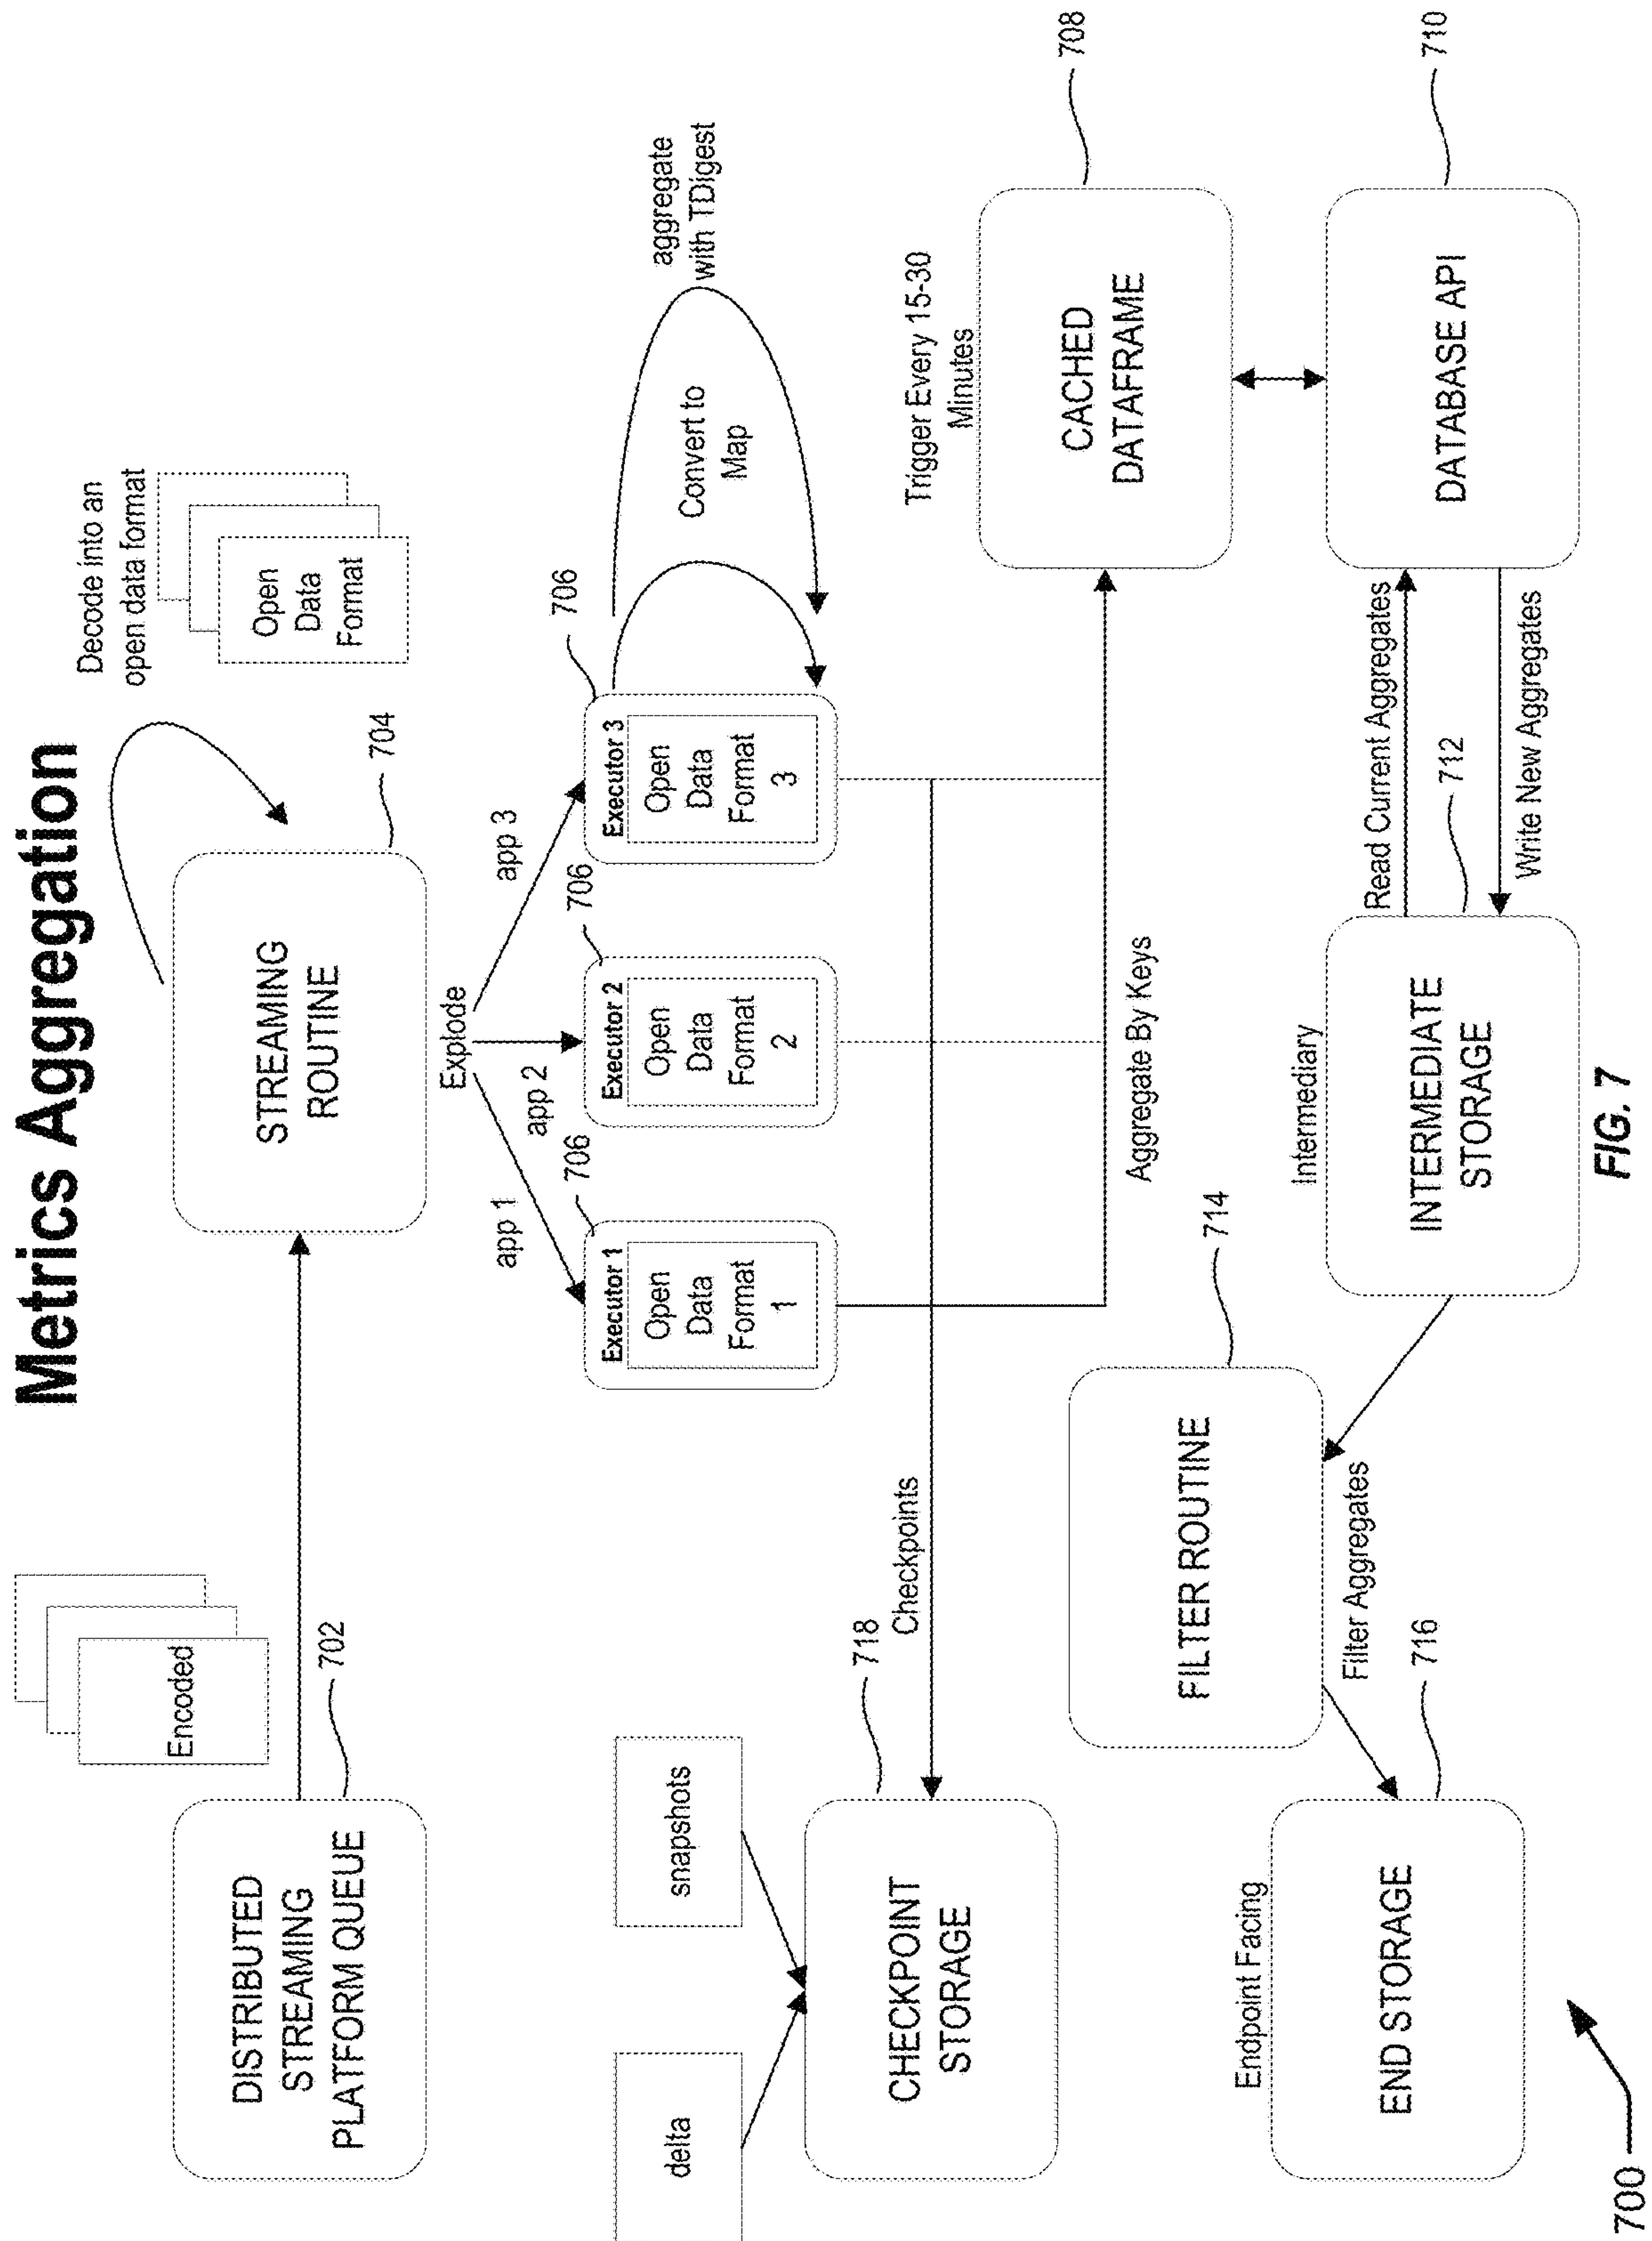 Metrics Aggregation
Encoded
DISTRIBUTED
STREAMING
PLATFORM QUEUE
702
STREAMING
ROUTINE
704
Decode into an
open data format
Open
Data
Format
Explode
app 1
app 2
app 3
706
Executor 1
Open
Data
Format
1
706
Executor 2
Open
Data
Format
2
706
Executor 3
Open
Data
Format
3
Convert to
Map
aggregate
with TDigest
delta
snapshots
718
Checkpoints
CHECKPOINT
STORAGE
Aggregate By Keys
Trigger Every 15-30
Minutes
CACHED
DATAFRAME
708
714
FILTER ROUTINE
Filter Aggregates
Endpoint Facing
END STORAGE
716
Intermediary
INTERMEDIATE
STORAGE
712
Read Current Aggregates
Write New Aggregates
DATABASE API
710
700
FIG. 7